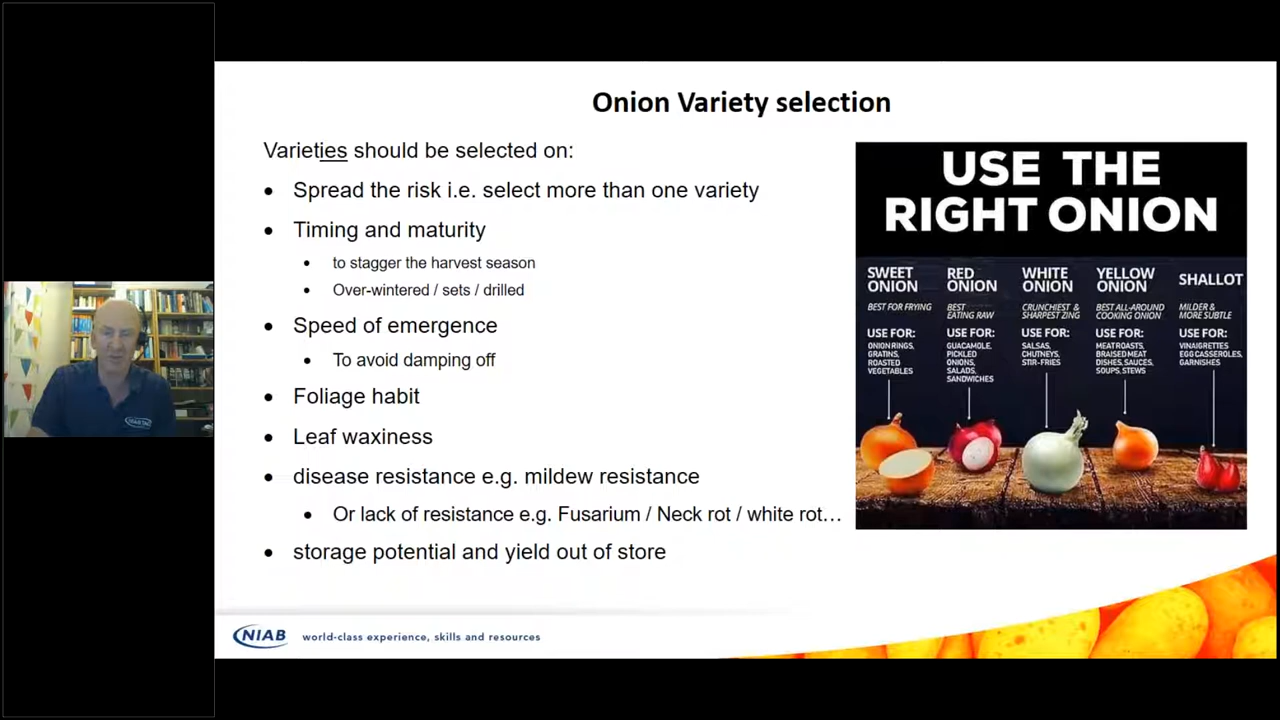 Onion Variety selection
Varieties should be selected on:
• Spread the risk i.e. select more than one variety
• Timing and maturity
• to stagger the harvest season
• Over-wintered / sets / drilled
• Speed of emergence
• To avoid damping off
• Foliage habit
• Leaf waxiness
• disease resistance e.g. mildew resistance
• Or lack of resistance e.g. Fusarium / Neck rot / white rot…
• storage potential and yield out of store
USE THE
RIGHT ONION
SWEET
ONION
BEST FOR FRYING
USE FOR:
ONION RINGS,
GRATINS,
ROASTED
VEGETABLES
RED
ONION
BEST
EATING RAW
USE FOR:
GUACAMOLE,
PICKLED
ONIONS,
SALADS,
SANDWICHES
WHITE
ONION
CRUNCHIEST &
SHARPEST ZING
USE FOR:
SALSAS,
CHUTNEYS,
STIR-FRIES
YELLOW
ONION
BEST ALL-AROUND
COOKING ONION
USE FOR:
MEAT ROASTS,
BRAISED MEAT
DISHES, SAUCES,
SOUPS, STEWS
SHALLOT
MILDER &
MORE SUBTLE
USE FOR:
VINAIGRETTES
EGG CASSEROLES,
GARNISHES
NIAB
world-class experience, skills and resources